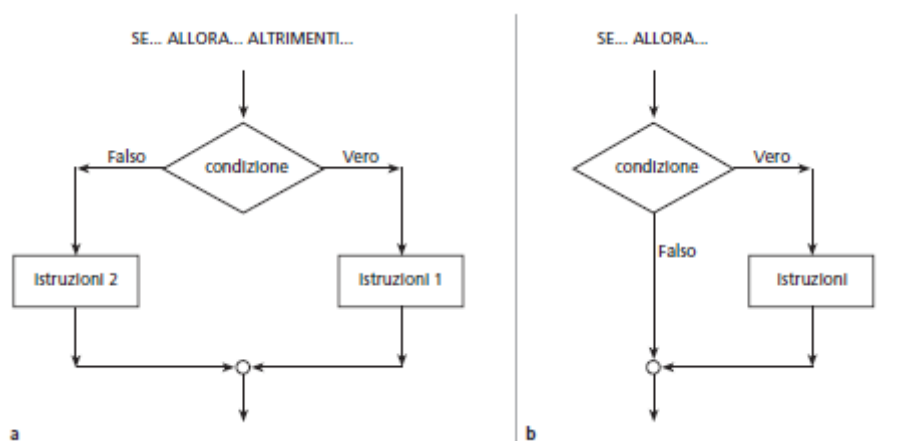 SE... ALLORA... ALTRIMENTI...
Falso
condizione
Vero
Istruzioni 2
Istruzioni 1
a
SE... ALLORA...
condizione
Vero
Falso
Istruzioni
b